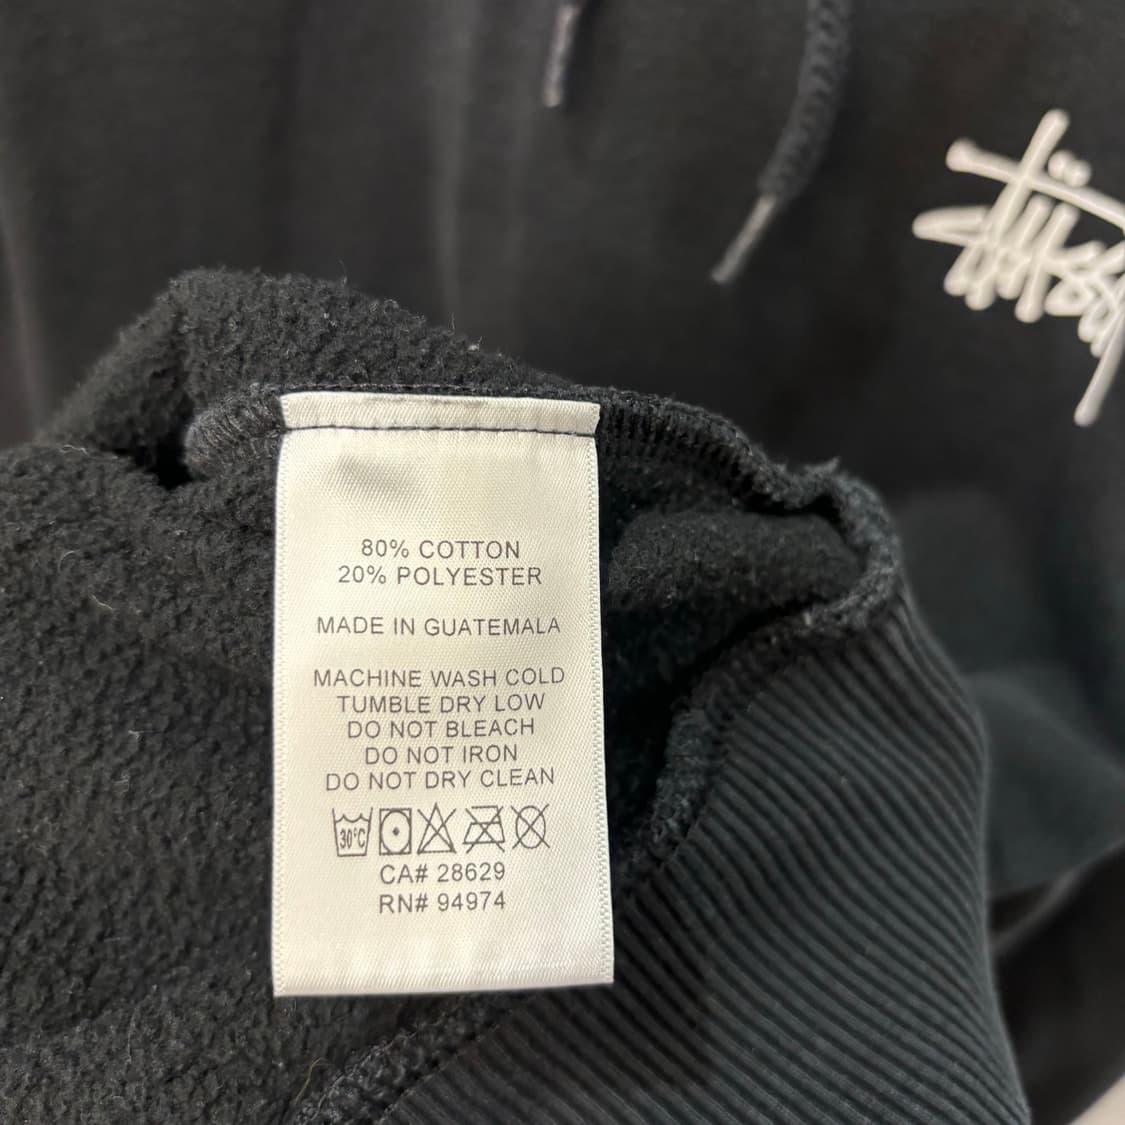 Stüssy
80% COTTON
20% POLYESTER
MADE IN GUATEMALA
MACHINE WASH COLD
TUMBLE DRY LOW
DO NOT BLEACH
DO NOT IRON
DO NOT DRY CLEAN
30°C
CA# 28629
RN# 94974